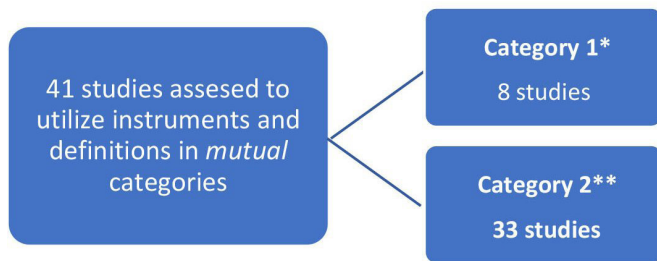 41 studies assesed to
utilize instruments and
definitions in mutual
categories
Category 1*
8 studies
Category 2**
33 studies